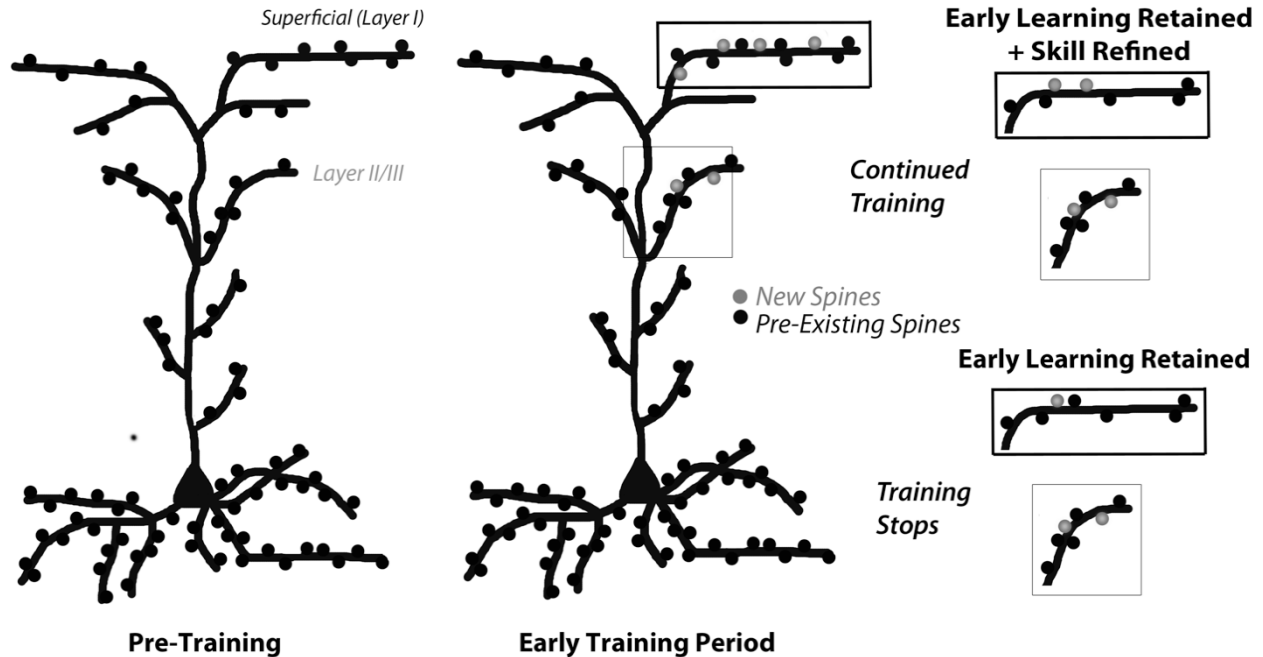 Superficial (Layer I)
Layer II/III
Early Learning Retained
+ Skill Refined
Continued
Training
New Spines
Pre-Existing Spines
Early Learning Retained
Training
Stops
Pre-Training
Early Training Period